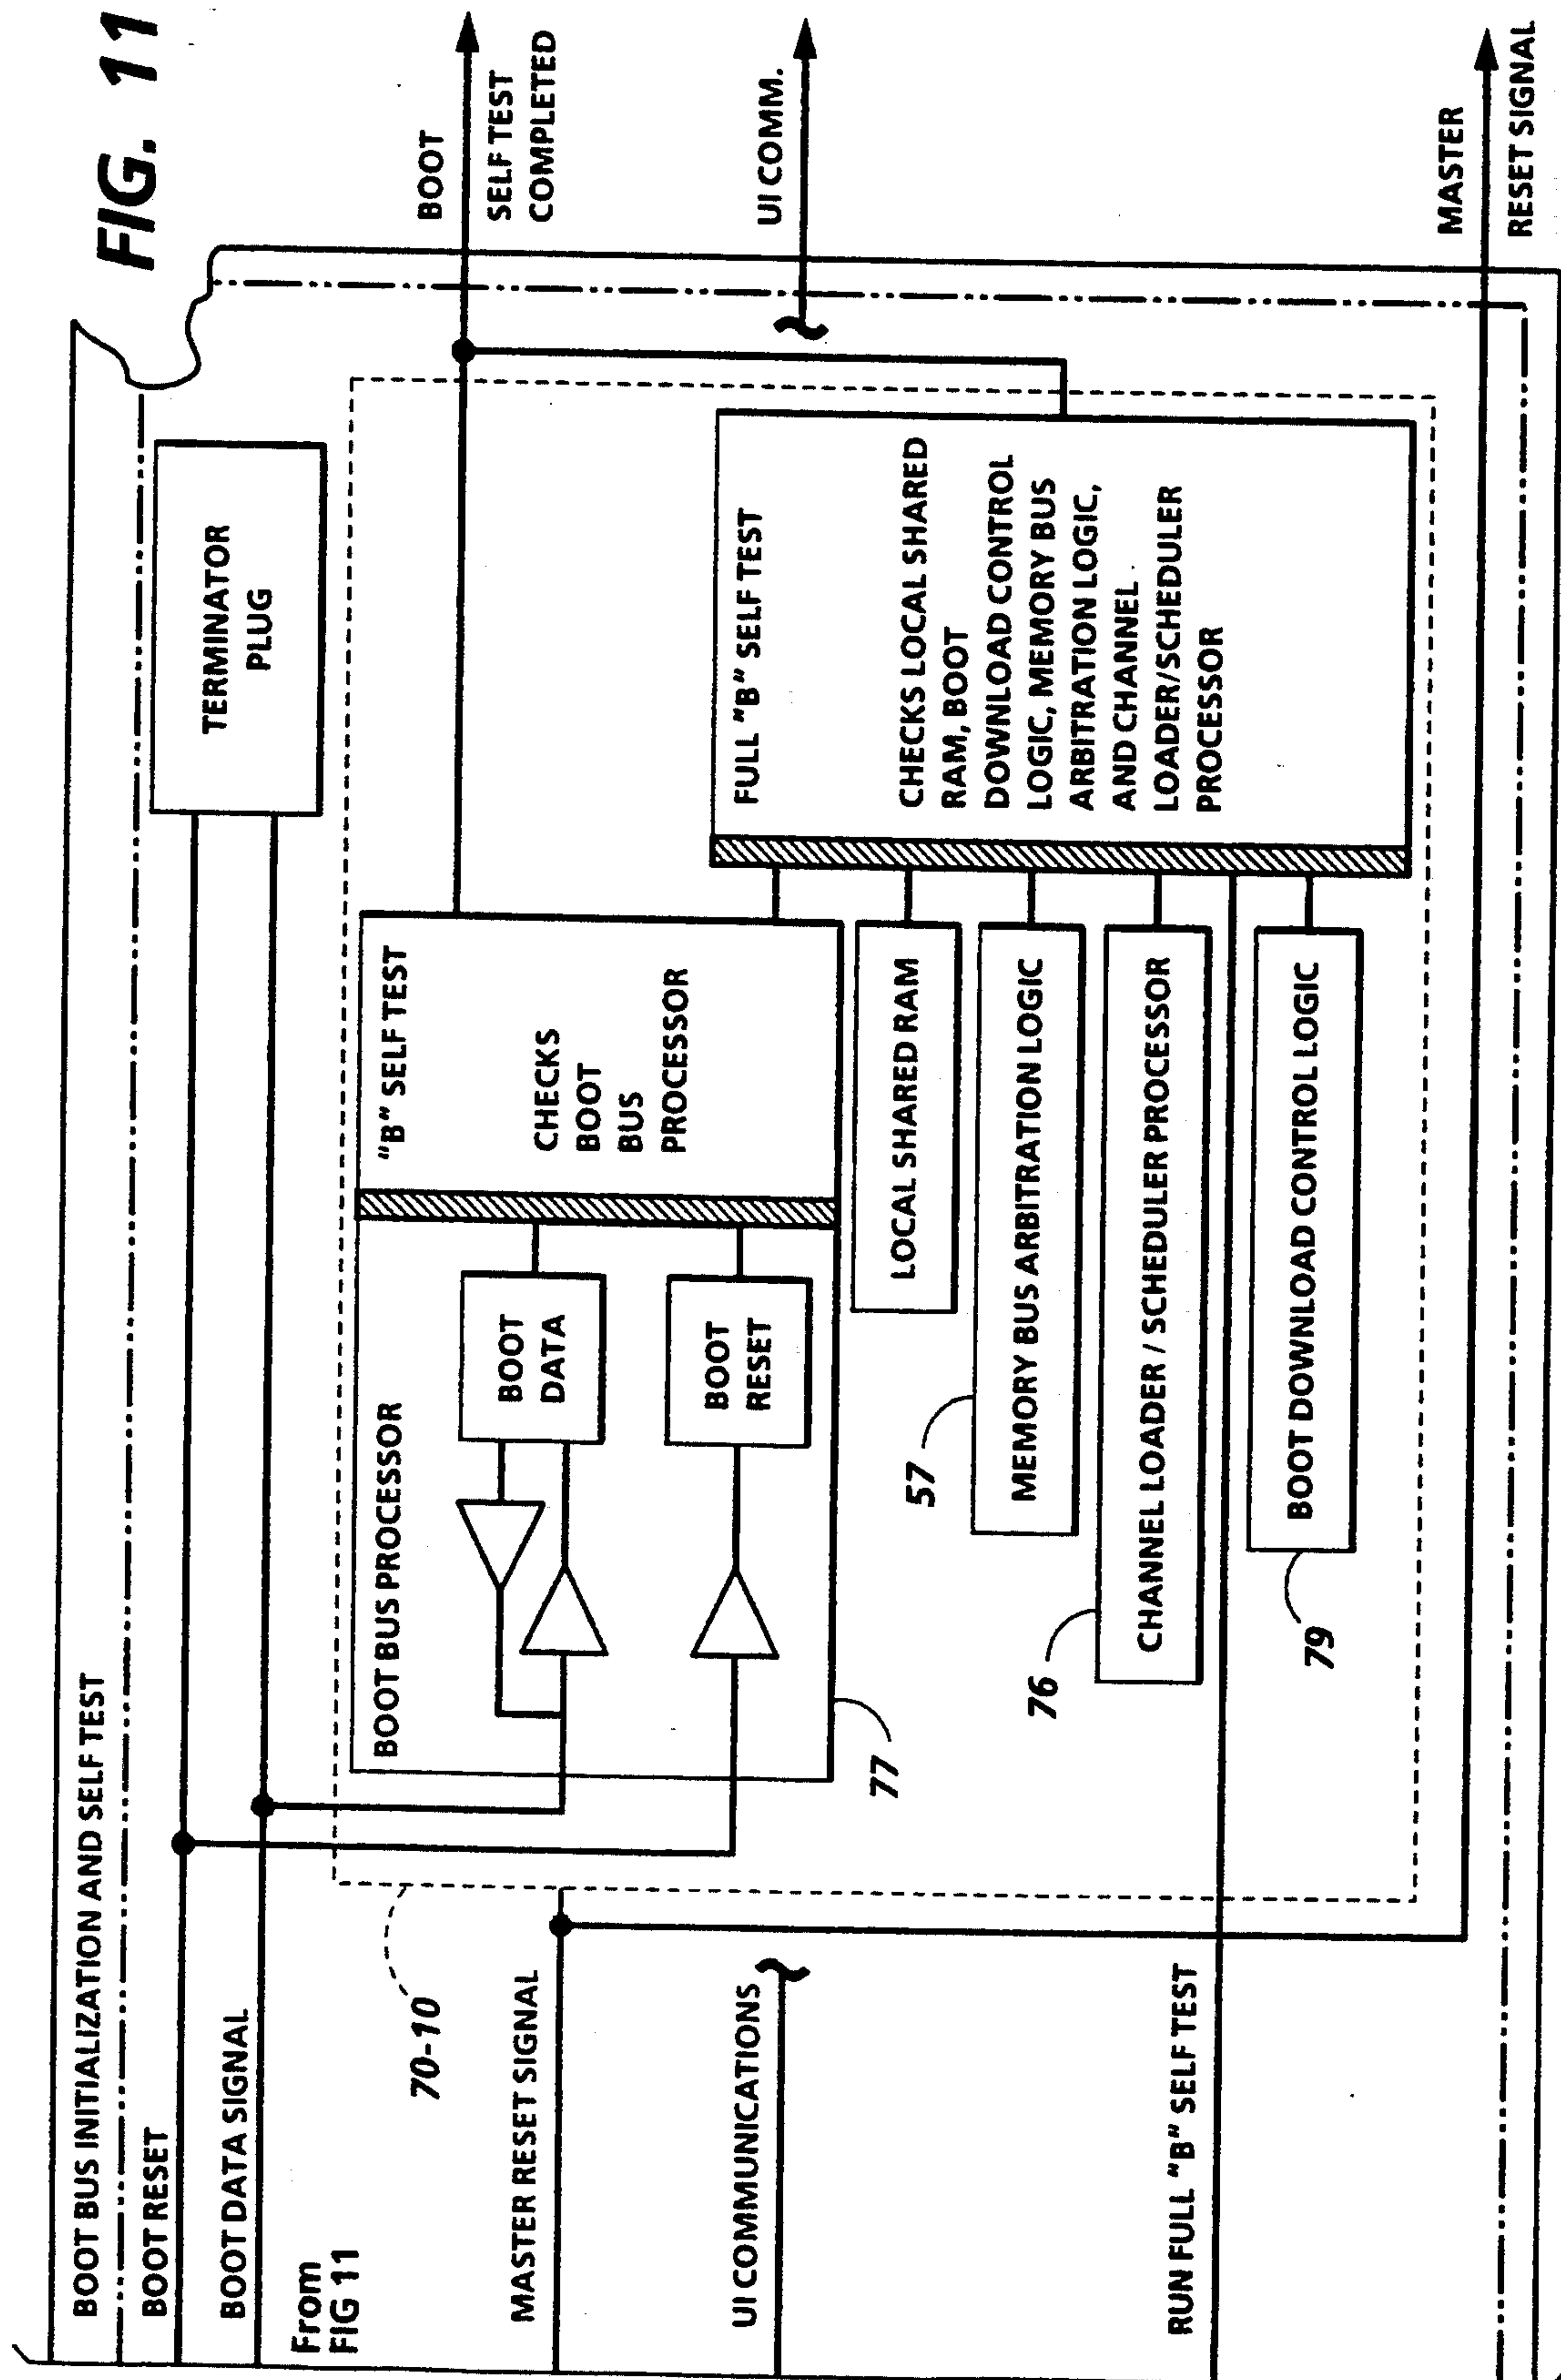 FIG. 11
BOOT BUS INITIALIZATION AND SELF TEST
BOOT RESET
BOOT DATA SIGNAL
From
FIG 11
MASTER RESET SIGNAL
UI COMMUNICATIONS
RUN FULL "B" SELF TEST
70-10
TERMINATOR
PLUG
BOOT BUS PROCESSOR
BOOT
DATA
BOOT
RESET
77
"B" SELF TEST
CHECKS
BOOT
BUS
PROCESSOR
LOCAL SHARED RAM
57
MEMORY BUS ARBITRATION LOGIC
76
CHANNEL LOADER / SCHEDULER PROCESSOR
79
BOOT DOWNLOAD CONTROL LOGIC
FULL "B" SELF TEST
CHECKS LOCAL SHARED
RAM, BOOT
DOWNLOAD CONTROL
LOGIC, MEMORY BUS
ARBITRATION LOGIC,
AND CHANNEL
LOADER/SCHEDULER
PROCESSOR
BOOT
SELF TEST
COMPLETED
UI COMM.
MASTER
RESET SIGNAL